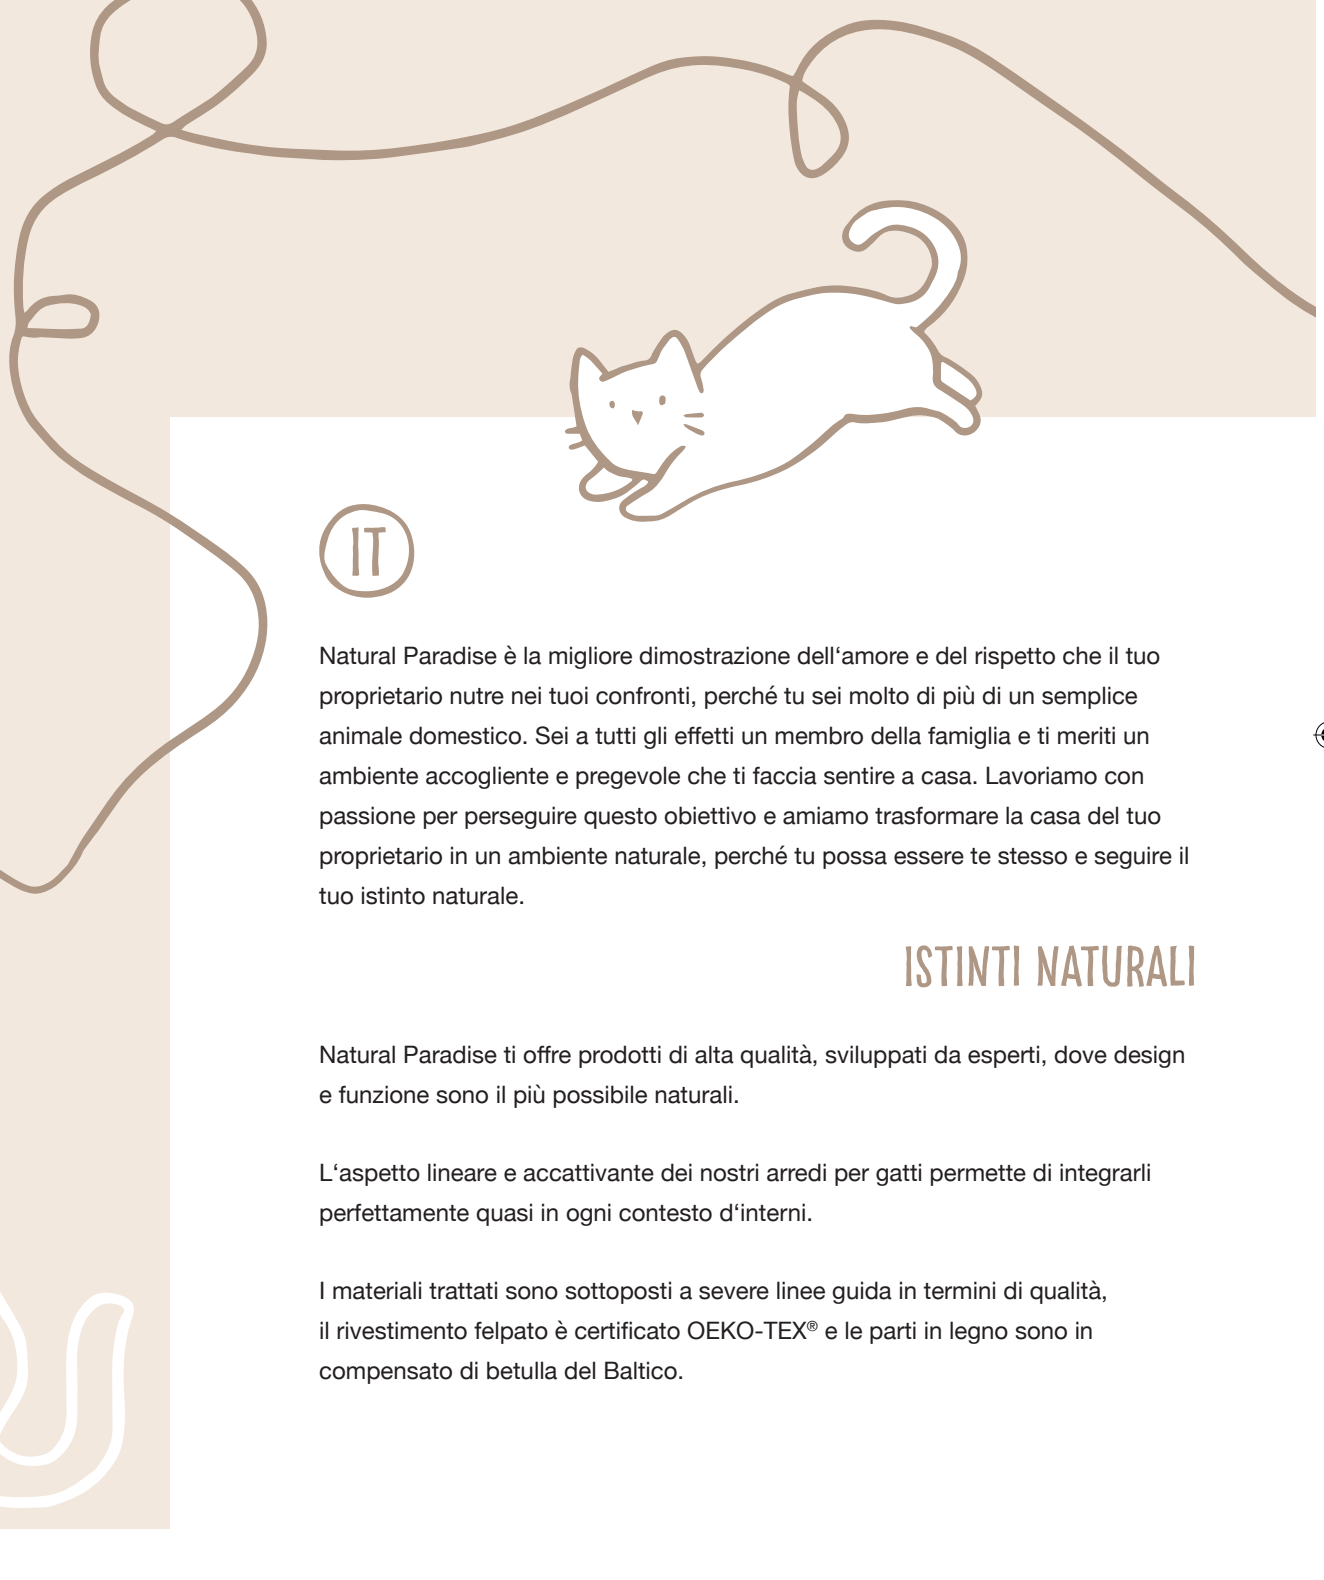 IT
Natural Paradise è la migliore dimostrazione dell‘amore e del rispetto che il tuo
proprietario nutre nei tuoi confronti, perché tu sei molto di più di un semplice
animale domestico. Sei a tutti gli effetti un membro della famiglia e ti meriti un
ambiente accogliente e pregevole che ti faccia sentire a casa. Lavoriamo con
passione per perseguire questo obiettivo e amiamo trasformare la casa del tuo
proprietario in un ambiente naturale, perché tu possa essere te stesso e seguire il
tuo istinto naturale.
ISTINTI NATURALI
Natural Paradise ti offre prodotti di alta qualità, sviluppati da esperti, dove design
e funzione sono il più possibile naturali.
L‘aspetto lineare e accattivante dei nostri arredi per gatti permette di integrarli
perfettamente quasi in ogni contesto d‘interni.
I materiali trattati sono sottoposti a severe linee guida in termini di qualità,
il rivestimento felpato è certificato OEKO-TEX® e le parti in legno sono in
compensato di betulla del Baltico.